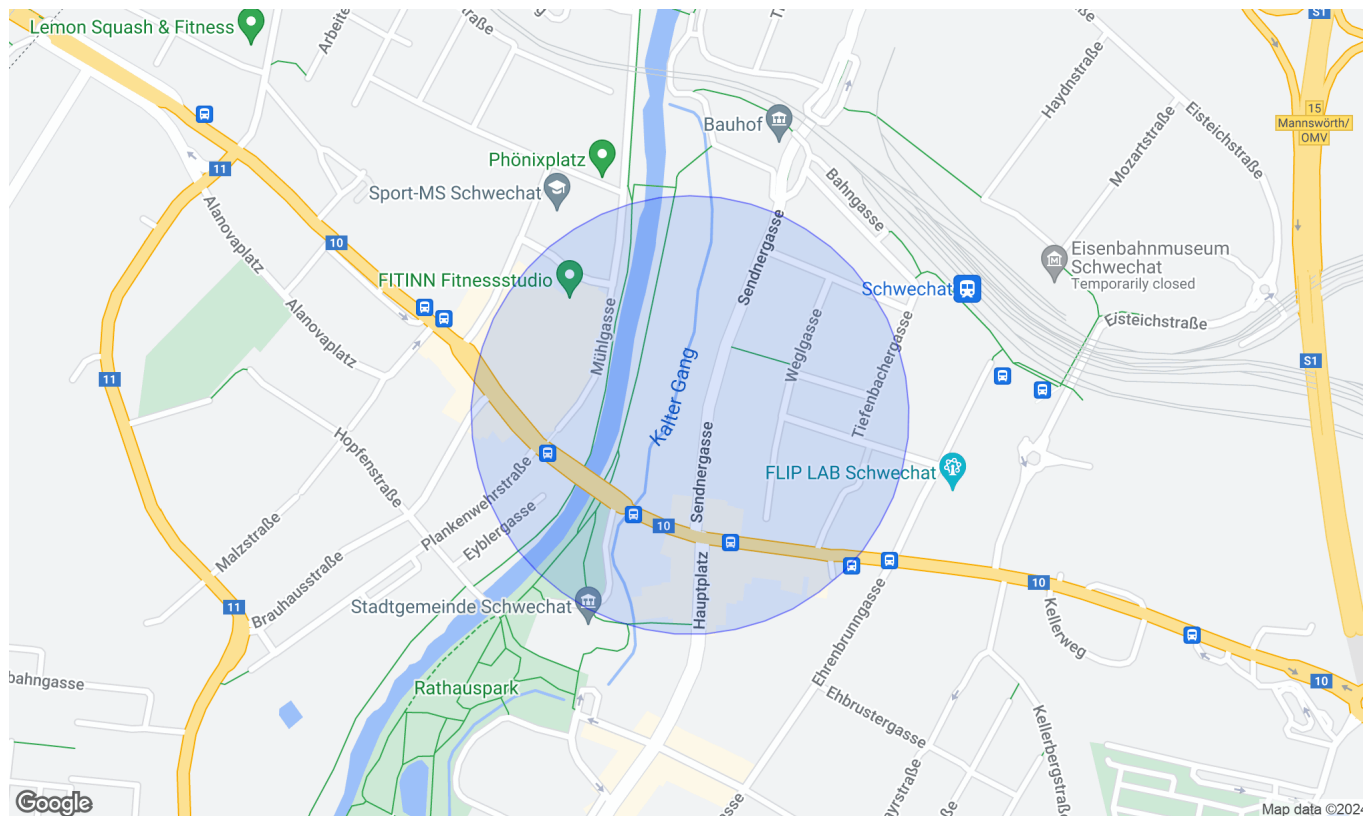 Lemon Squash & Fitness
S1
15
Mannswörth/
OMV
Haydnstraße
Eisteichstraße
Mozartstraße
Bauhof
Phönixplatz
Sport-MS Schwechat
11
Alanovaplatz
Bahngasse
10
Sendnergasse
Eisenbahnmuseum
Schwechat
Temporarily closed
FITINN Fitnessstudio
Schwechat
Alanovaplatz
Mühlgasse
Weglgasse
Tiefenbachergasse
Eisteichstraße
S1
11
Kalter Gang
Hopfenstraße
Sendnergasse
FLIP LAB Schwechat
Plankenwehrstraße
Malzstraße
Eyblergasse
10
Brauhausstraße
Hauptplatz
10
11
Stadtgemeinde Schwechat
Ehrenbrunngasse
Kellerweg
bahngasse
Rathauspark
10
Ehbrustergasse
Kellerbergstraße
ayrstraße
asse
Google
Map data ©2024